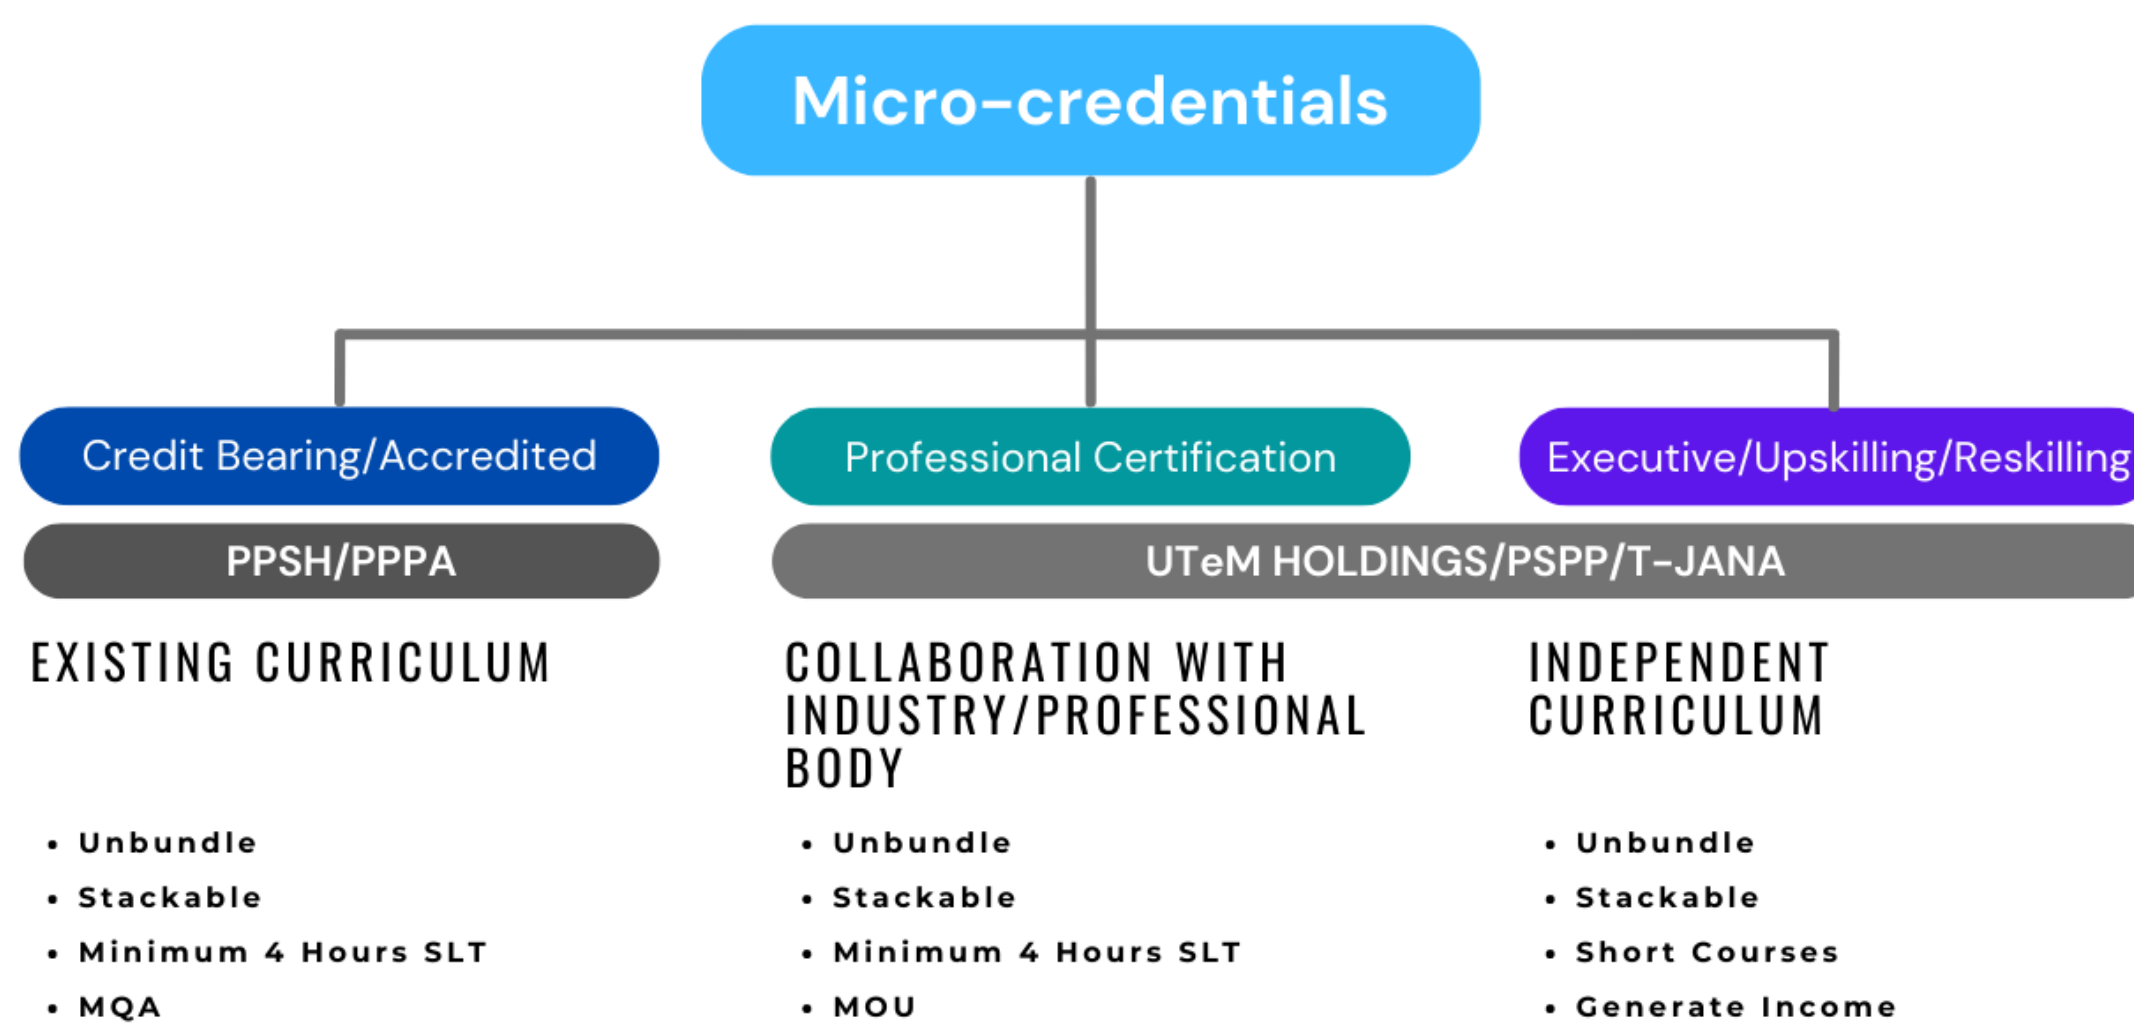 Micro-credentials
Credit Bearing/Accredited
Professional Certification
Executive/Upskilling/Reskilling
PPSH/PPPA
UTeM HOLDINGS/PSPP/T-JANA
EXISTING CURRICULUM
• Unbundle
• Stackable
• Minimum 4 Hours SLT
• MQA
COLLABORATION WITH
INDUSTRY/PROFESSIONAL
BODY
• Unbundle
• Stackable
• Minimum 4 Hours SLT
• MOU
INDEPENDENT
CURRICULUM
• Unbundle
• Stackable
• Short Courses
• Generate Income